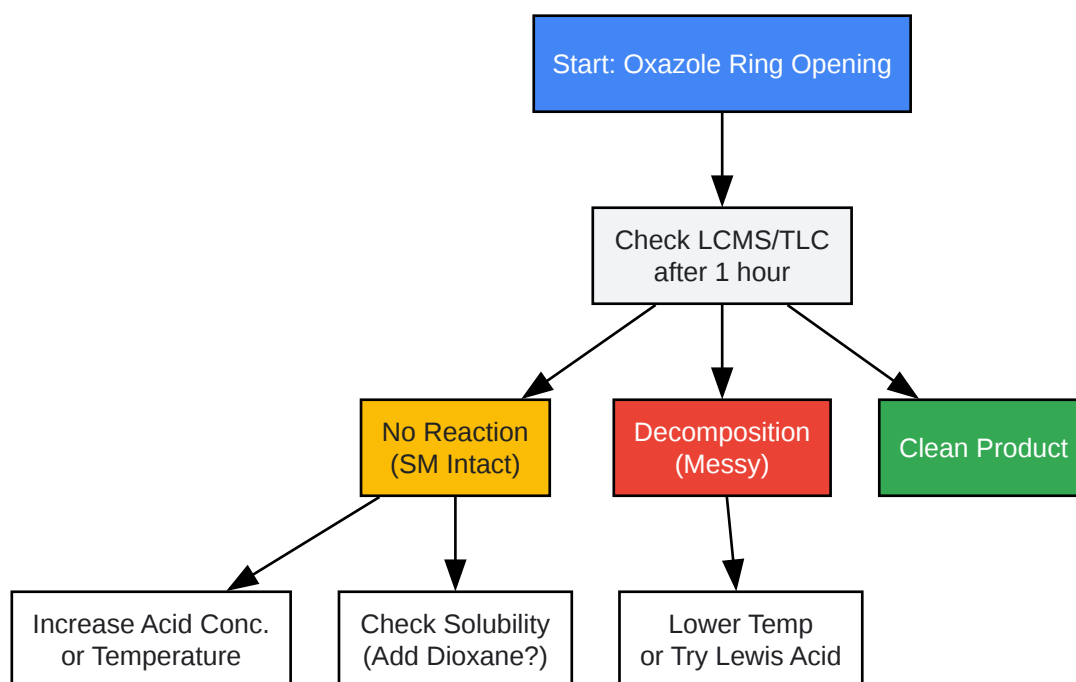 Start: Oxazole Ring Opening
Check LCMS/TLC
after 1 hour
No Reaction
(SM Intact)
Decomposition
(Messy)
Clean Product
Increase Acid Conc.
or Temperature
Check Solubility
(Add Dioxane?)
Lower Temp
or Try Lewis Acid